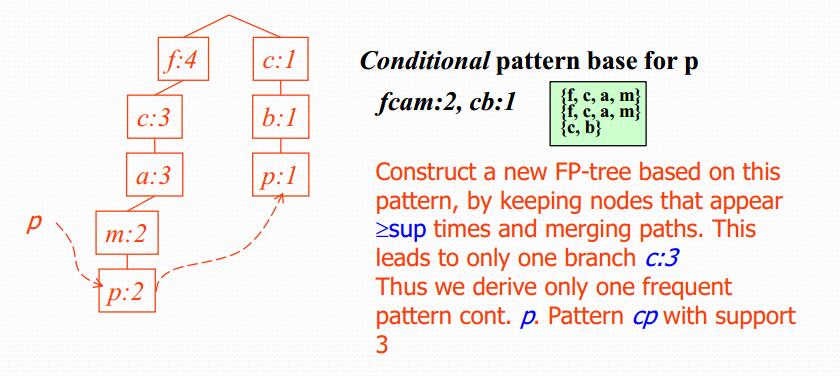 f:4
c:1
c:3
b:1
a:3
p:1
m:2
p
p:2
Conditional pattern base for p
fcam:2, cb:1
{f, c, a, m}
{f, c, a, m}
{c, b}
Construct a new FP-tree based on this
pattern, by keeping nodes that appear
≥sup times and merging paths. This
leads to only one branch c:3
Thus we derive only one frequent
pattern cont. p. Pattern cp with support
3